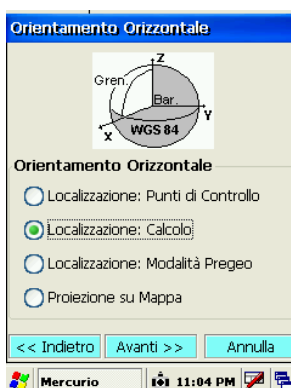 Orientamento Orizzontale
Z
Gren.
Bar.
Y
X
WGS 84
Orientamento Orizzontale
Localizzazione: Punti di Controllo
Localizzazione: Calcolo
Localizzazione: Modalità Pregeo
Proiezione su Mappa
<< Indietro Avanti >> Annulla
Mercurio 11:04 PM